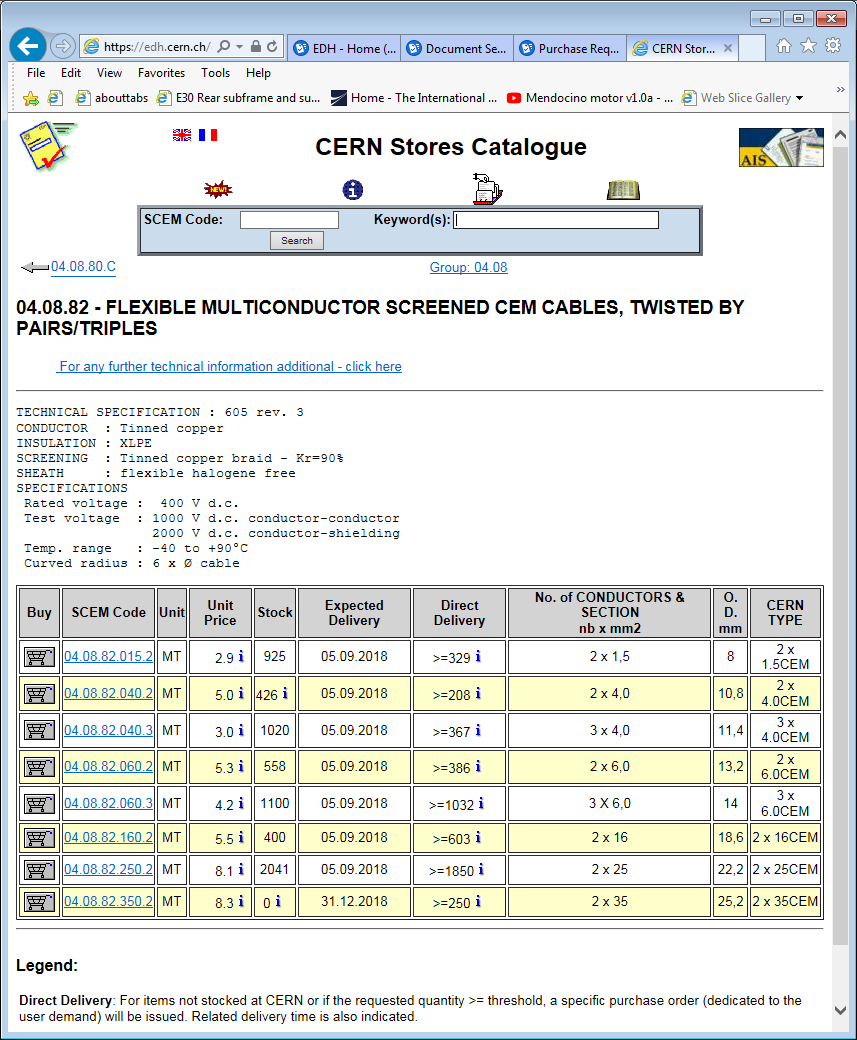 https://edh.cern.ch/
EDH - Home (...
Document Se...
Purchase Req...
CERN Stor...
File Edit View Favorites Tools Help
abouttabs
E30 Rear subframe and su...
Home - The International ...
Mendocino motor v1.0a - ...
Web Slice Gallery
CERN Stores Catalogue
AIS
NEW!
SCEM Code: Keyword(s):
Search
04.08.80.C Group: 04.08
04.08.82 - FLEXIBLE MULTICONDUCTOR SCREENED CEM CABLES, TWISTED BY
PAIRS/TRIPLES
For any further technical information additional - click here
TECHNICAL SPECIFICATION : 605 rev. 3
CONDUCTOR : Tinned copper
INSULATION : XLPE
SCREENING : Tinned copper braid - Kr=90%
SHEATH : flexible halogene free
SPECIFICATIONS
Rated voltage : 400 V d.c.
Test voltage : 1000 V d.c. conductor-conductor
2000 V d.c. conductor-shielding
Temp. range : -40 to +90°C
Curved radius : 6 x Ø cable
Buy SCEM Code Unit Unit Price Stock Expected Delivery Direct Delivery No. of CONDUCTORS & SECTION nb x mm2 O. D. mm CERN TYPE
04.08.82.015.2 MT 2.9 i 925 05.09.2018 >=329 i 2 x 1,5 8 2 x 1.5CEM
04.08.82.040.2 MT 5.0 i 426 i 05.09.2018 >=208 i 2 x 4,0 10,8 2 x 4.0CEM
04.08.82.040.3 MT 3.0 i 1020 05.09.2018 >=367 i 3 x 4,0 11,4 3 x 4.0CEM
04.08.82.060.2 MT 5.3 i 558 05.09.2018 >=386 i 2 x 6,0 13,2 2 x 6.0CEM
04.08.82.060.3 MT 4.2 i 1100 05.09.2018 >=1032 i 3 X 6,0 14 3 x 6.0CEM
04.08.82.160.2 MT 5.5 i 400 05.09.2018 >=603 i 2 x 16 18,6 2 x 16CEM
04.08.82.250.2 MT 8.1 i 2041 05.09.2018 >=1850 i 2 x 25 22,2 2 x 25CEM
04.08.82.350.2 MT 8.3 i 0 i 31.12.2018 >=250 i 2 x 35 25,2 2 x 35CEM
Legend:
Direct Delivery: For items not stocked at CERN or if the requested quantity >= threshold, a specific purchase order (dedicated to the
user demand) will be issued. Related delivery time is also indicated.